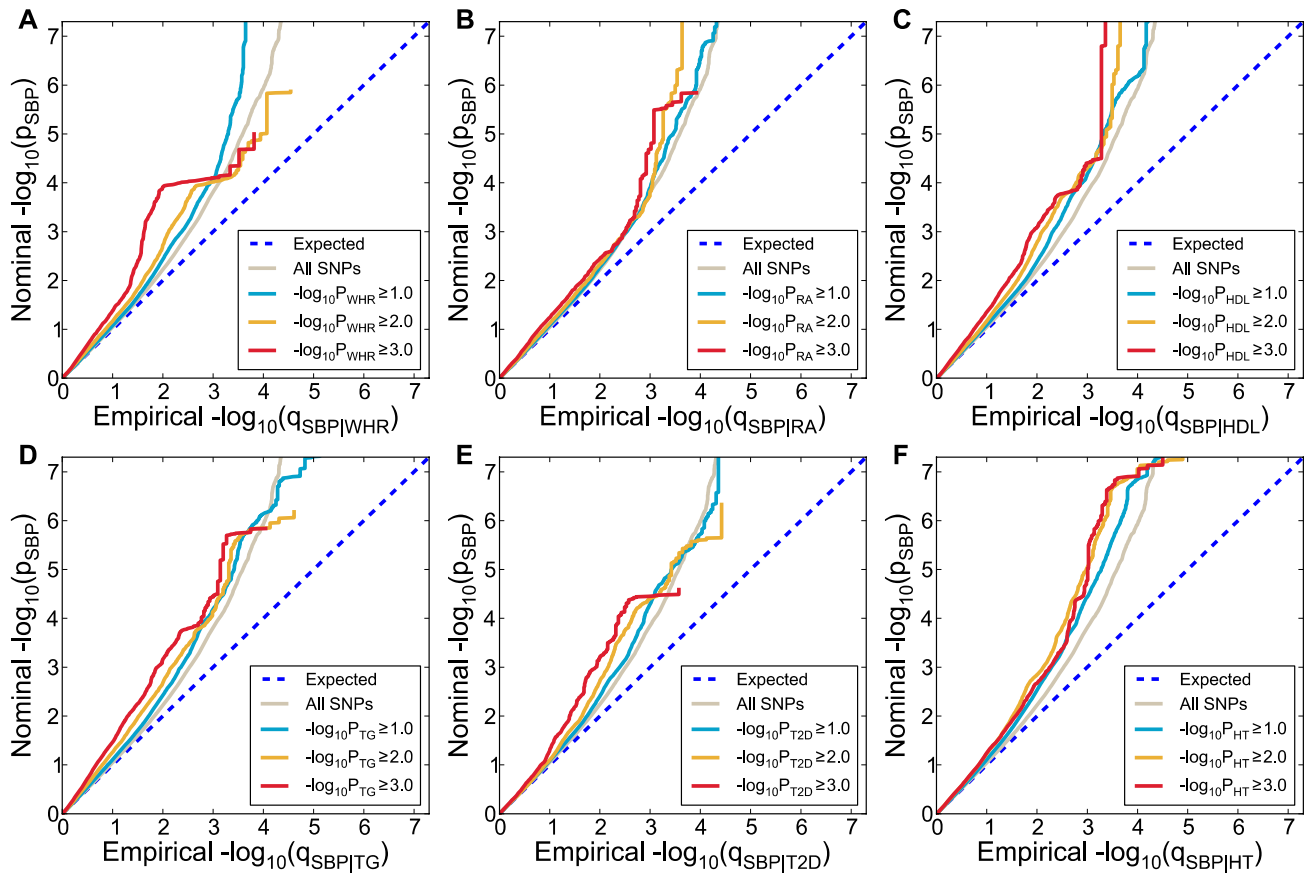 A
Nominal -log10(pSBP)
7
6
5
4
3
2
1
0
0 1 2 3 4 5 6 7
Empirical -log10(qSBP|WHR)
Expected
All SNPs
-log10PWHR ≥1.0
-log10PWHR ≥2.0
-log10PWHR ≥3.0
B
Nominal -log10(pSBP)
7
6
5
4
3
2
1
0
0 1 2 3 4 5 6 7
Empirical -log10(qSBP|RA)
Expected
All SNPs
-log10PRA ≥1.0
-log10PRA ≥2.0
-log10PRA ≥3.0
C
Nominal -log10(pSBP)
7
6
5
4
3
2
1
0
0 1 2 3 4 5 6 7
Empirical -log10(qSBP|HDL)
Expected
All SNPs
-log10PHDL ≥1.0
-log10PHDL ≥2.0
-log10PHDL ≥3.0
D
Nominal -log10(pSBP)
7
6
5
4
3
2
1
0
0 1 2 3 4 5 6 7
Empirical -log10(qSBP|TG)
Expected
All SNPs
-log10PTG ≥1.0
-log10PTG ≥2.0
-log10PTG ≥3.0
E
Nominal -log10(pSBP)
7
6
5
4
3
2
1
0
0 1 2 3 4 5 6 7
Empirical -log10(qSBP|T2D)
Expected
All SNPs
-log10PT2D ≥1.0
-log10PT2D ≥2.0
-log10PT2D ≥3.0
F
Nominal -log10(pSBP)
7
6
5
4
3
2
1
0
0 1 2 3 4 5 6 7
Empirical -log10(qSBP|HT)
Expected
All SNPs
-log10PHT ≥1.0
-log10PHT ≥2.0
-log10PHT ≥3.0